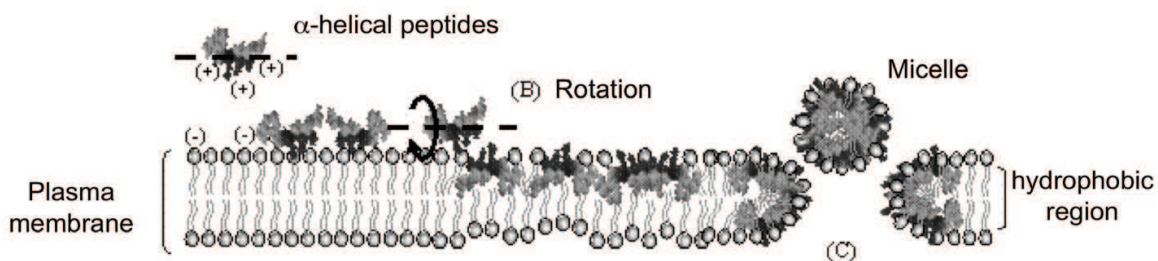 α-helical peptides
(+) (+)
(+)
(B) Rotation
Micelle
(-) (-)
Plasma
membrane
hydrophobic
region
(C)